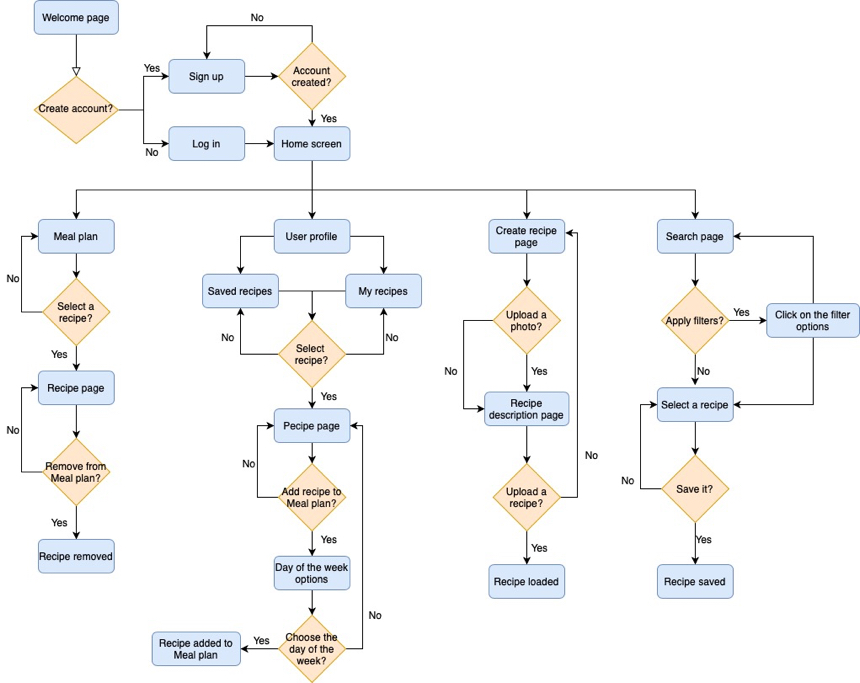 Welcome page
No
Yes
Sign up
Account
created?
Create account?
Yes
No
Log in
Home screen
Meal plan
User profile
Create recipe
page
Search page
No
Saved recipes
My recipes
Select a
recipe?
Upload a
photo?
Apply filters?
Yes
Click on the filter
options
No
No
Yes
Select
recipe?
No
Yes
No
Recipe page
Yes
Recipe
description page
Select a recipe
No
Pecipe page
No
Remove from
Meal plan?
No
Add recipe to
Meal plan?
Upload a
recipe?
No
Save it?
Yes
Yes
Yes
Yes
Recipe removed
Day of the week
options
Recipe loaded
Recipe saved
No
Recipe added to
Meal plan
Yes
Choose the
day of the
week?